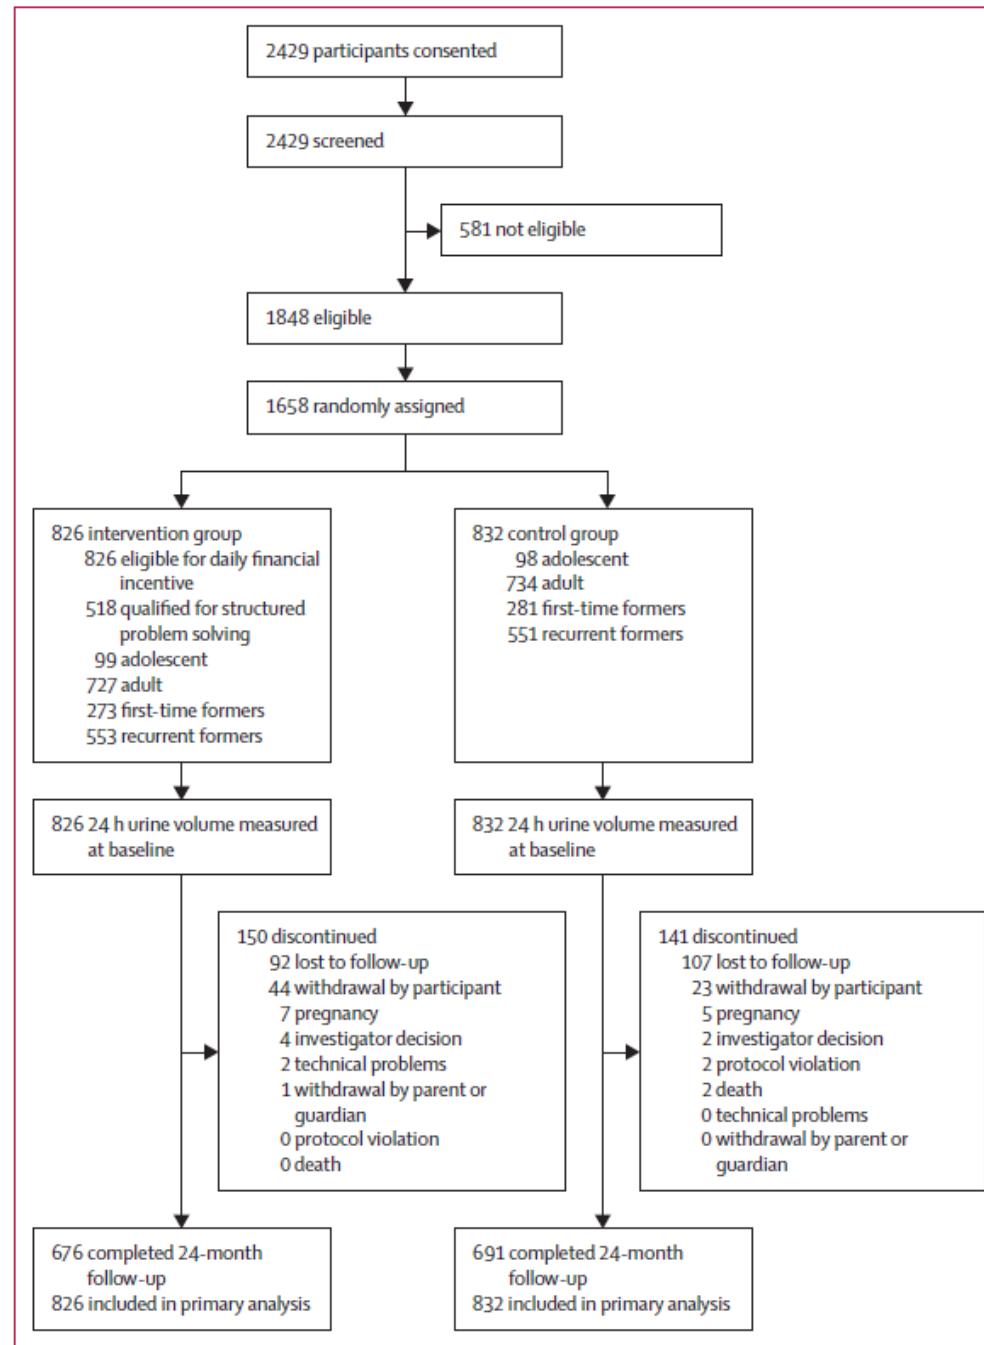 2429 participants consented
2429 screened
581 not eligible
1848 eligible
1658 randomly assigned
826 intervention group
826 eligible for daily financial
incentive
518 qualified for structured
problem solving
99 adolescent
727 adult
273 first-time formers
553 recurrent formers
832 control group
98 adolescent
734 adult
281 first-time formers
551 recurrent formers
826 24 h urine volume measured
at baseline
832 24 h urine volume measured
at baseline
150 discontinued
92 lost to follow-up
44 withdrawal by participant
7 pregnancy
4 investigator decision
2 technical problems
1 withdrawal by parent or
guardian
0 protocol violation
0 death
141 discontinued
107 lost to follow-up
23 withdrawal by participant
5 pregnancy
2 investigator decision
2 protocol violation
2 death
0 technical problems
0 withdrawal by parent or
guardian
676 completed 24-month
follow-up
826 included in primary analysis
691 completed 24-month
follow-up
832 included in primary analysis